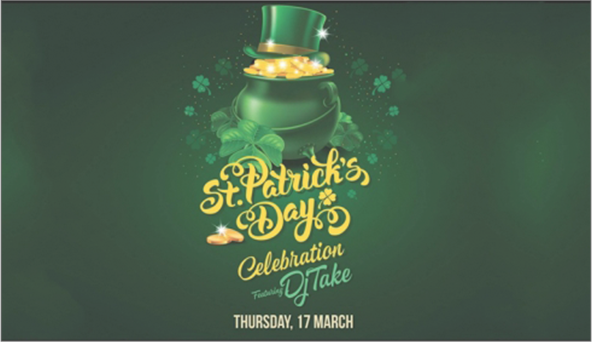 St. Patrick's
Day
Celebration
Featuring Dj Take
THURSDAY, 17 MARCH